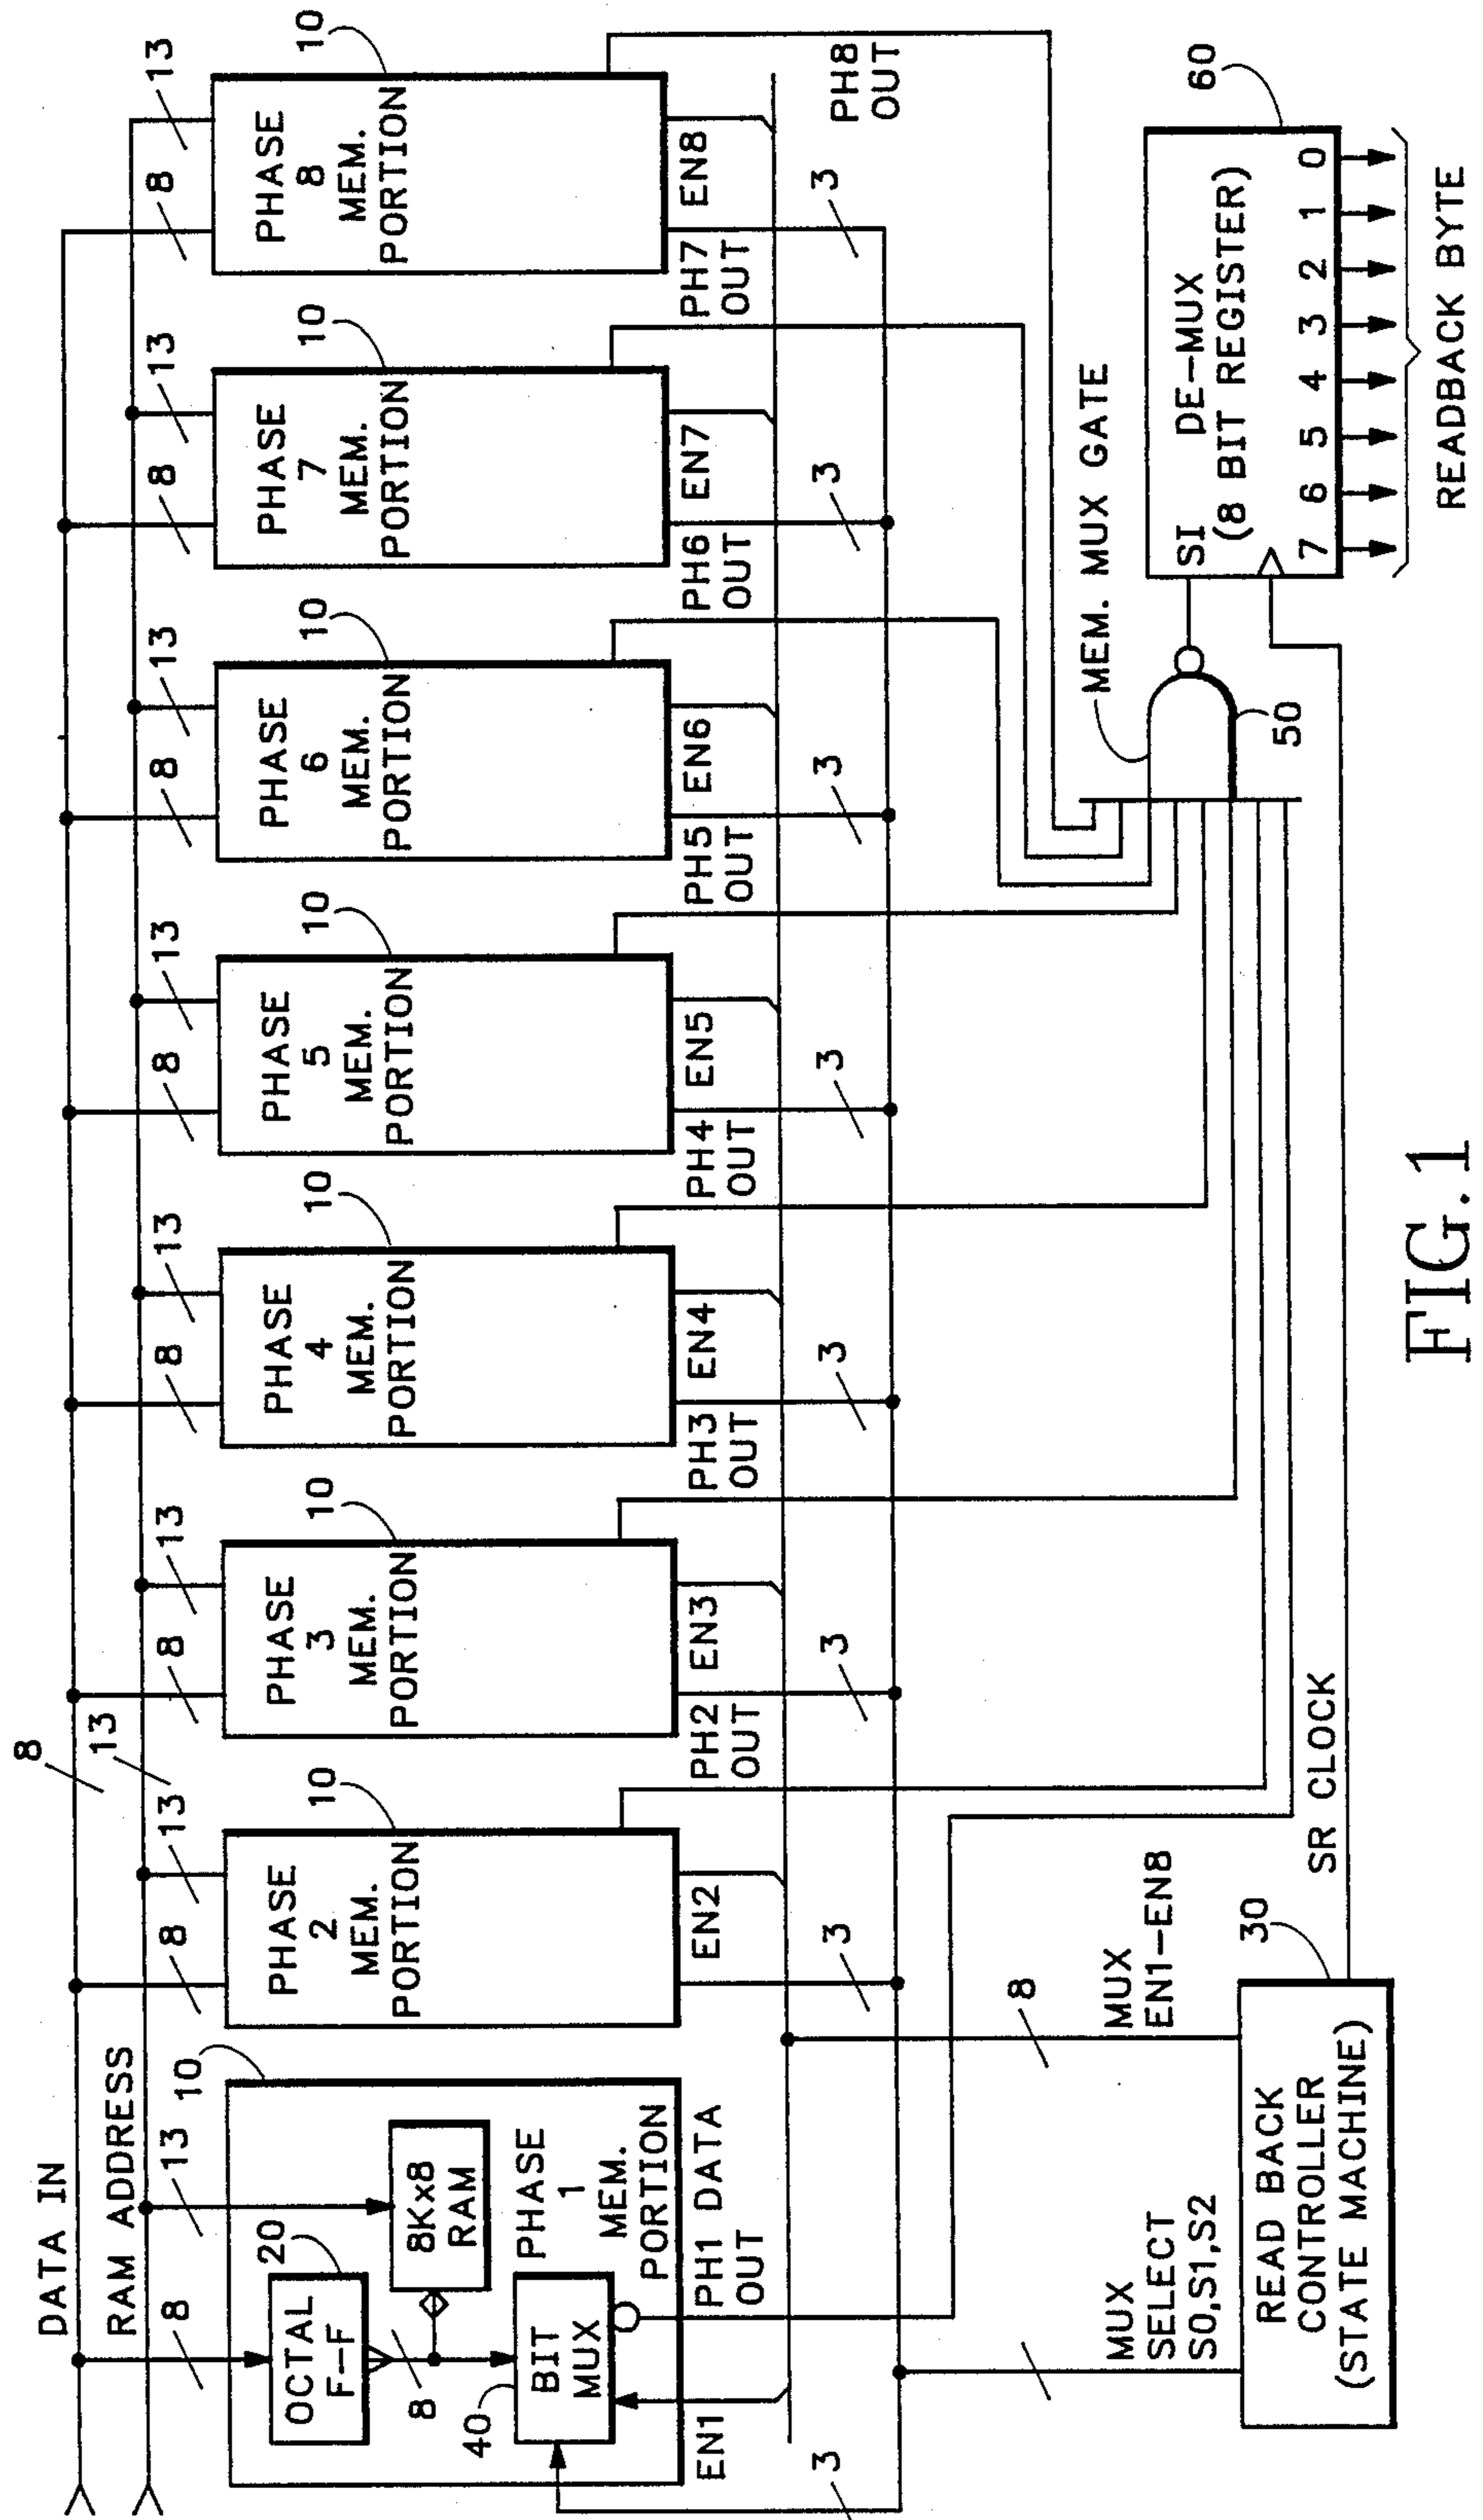 DATA IN
RAM ADDRESS
8
13
8
13
10
OCTAL
F-F
20
8Kx8
RAM
8
40
BIT
MUX
PHASE
1
MEM.
PORTION
EN1
PH1 DATA
OUT
3
8
13
10
PHASE
2
MEM.
PORTION
EN2
3
PH2
OUT
8
13
10
PHASE
3
MEM.
PORTION
EN3
3
PH3
OUT
8
13
10
PHASE
4
MEM.
PORTION
EN4
3
PH4
OUT
8
13
10
PHASE
5
MEM.
PORTION
EN5
3
PH5
OUT
8
13
10
PHASE
6
MEM.
PORTION
EN6
3
PH6
OUT
8
13
10
PHASE
7
MEM.
PORTION
EN7
3
PH7
OUT
8
13
10
PHASE
8
MEM.
PORTION
EN8
3
PH8
OUT
MUX
SELECT
S0,S1,S2
8
MUX
EN1-EN8
30
READ BACK
CONTROLLER
(STATE MACHINE)
SR CLOCK
MEM. MUX GATE
50
60
SI
DE-MUX
(8 BIT REGISTER)
7 6 5 4 3 2 1 0
READBACK BYTE
FIG. 1